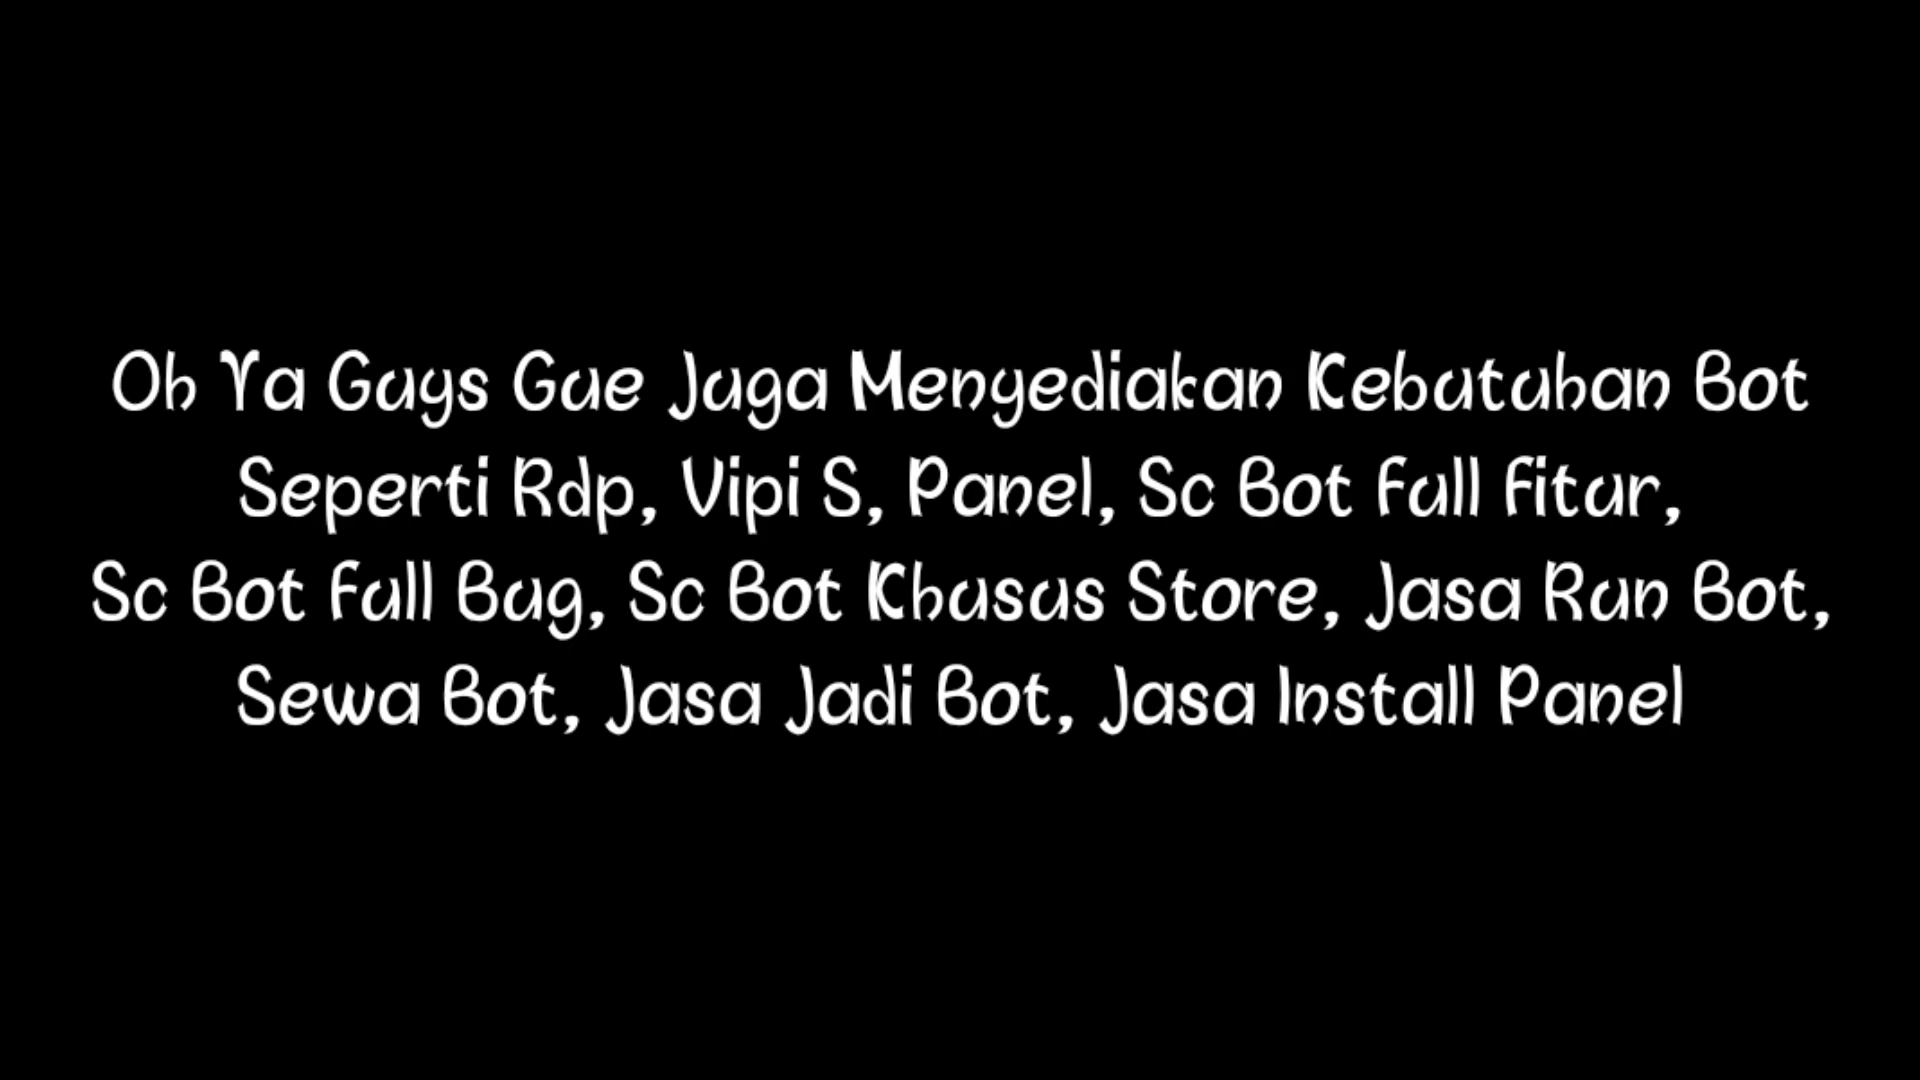 Oh Ya Guys Gue Juga Menyediakan Kebutuhan Bot
Seperti Rdp, Vipi S, Panel, Sc Bot Full Fitur,
Sc Bot Full Bug, Sc Bot Khusus Store, Jasa Run Bot,
Sewa Bot, Jasa Jadi Bot, Jasa Install Panel